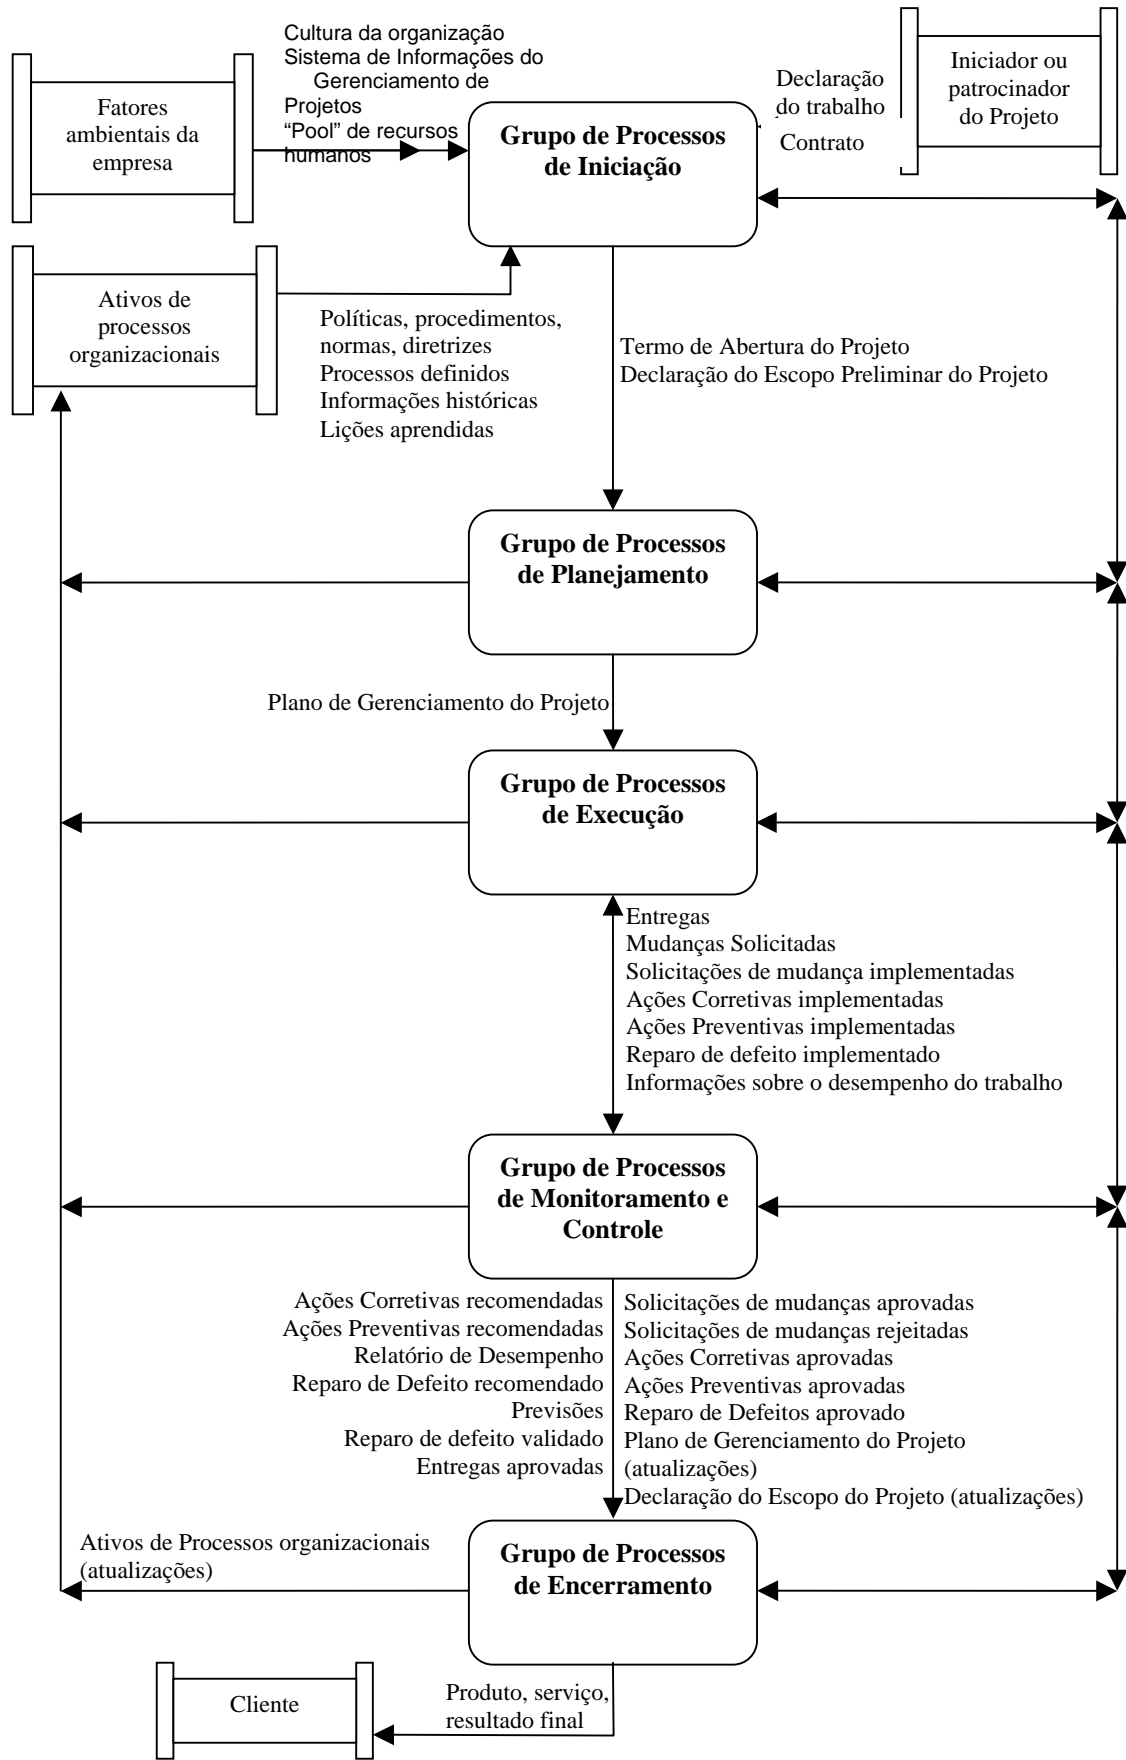 Cultura da organização
Sistema de Informações do
Gerenciamento de
Projetos
“Pool” de recursos
humanos
Fatores
ambientais da
empresa
Grupo de Processos
de Iniciação
Declaração
do trabalho
Contrato
Iniciador ou
patrocinador
do Projeto
Ativos de
processos
organizacionais
Políticas, procedimentos,
normas, diretrizes
Processos definidos
Informações históricas
Lições aprendidas
Termo de Abertura do Projeto
Declaração do Escopo Preliminar do Projeto
Grupo de Processos
de Planejamento
Plano de Gerenciamento do Projeto
Grupo de Processos
de Execução
Entregas
Mudanças Solicitadas
Solicitações de mudança implementadas
Ações Corretivas implementadas
Ações Preventivas implementadas
Reparo de defeito implementado
Informações sobre o desempenho do trabalho
Grupo de Processos
de Monitoramento e
Controle
Ações Corretivas recomendadas
Ações Preventivas recomendadas
Relatório de Desempenho
Reparo de Defeito recomendado
Previsões
Reparo de defeito validado
Entregas aprovadas
Solicitações de mudanças aprovadas
Solicitações de mudanças rejeitadas
Ações Corretivas aprovadas
Ações Preventivas aprovadas
Reparo de Defeitos aprovado
Plano de Gerenciamento do Projeto
(atualizações)
Declaração do Escopo do Projeto (atualizações)
Ativos de Processos organizacionais
(atualizações)
Grupo de Processos
de Encerramento
Cliente
Produto, serviço,
resultado final